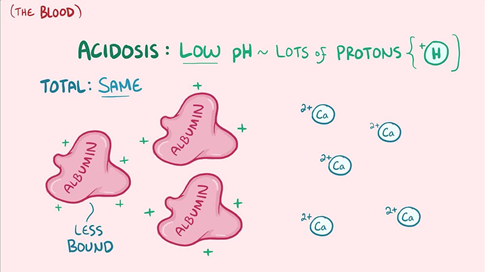 (THE BLOOD)
ACIDOSIS: LOW pH ~ LOTS of PROTONS {+H}
TOTAL: SAME
ALBUMIN
ALBUMIN
ALBUMIN
LESS
BOUND
2+ Ca
2+ Ca
2+ Ca
2+ Ca
2+ Ca
+ + + + + + + + + + + +